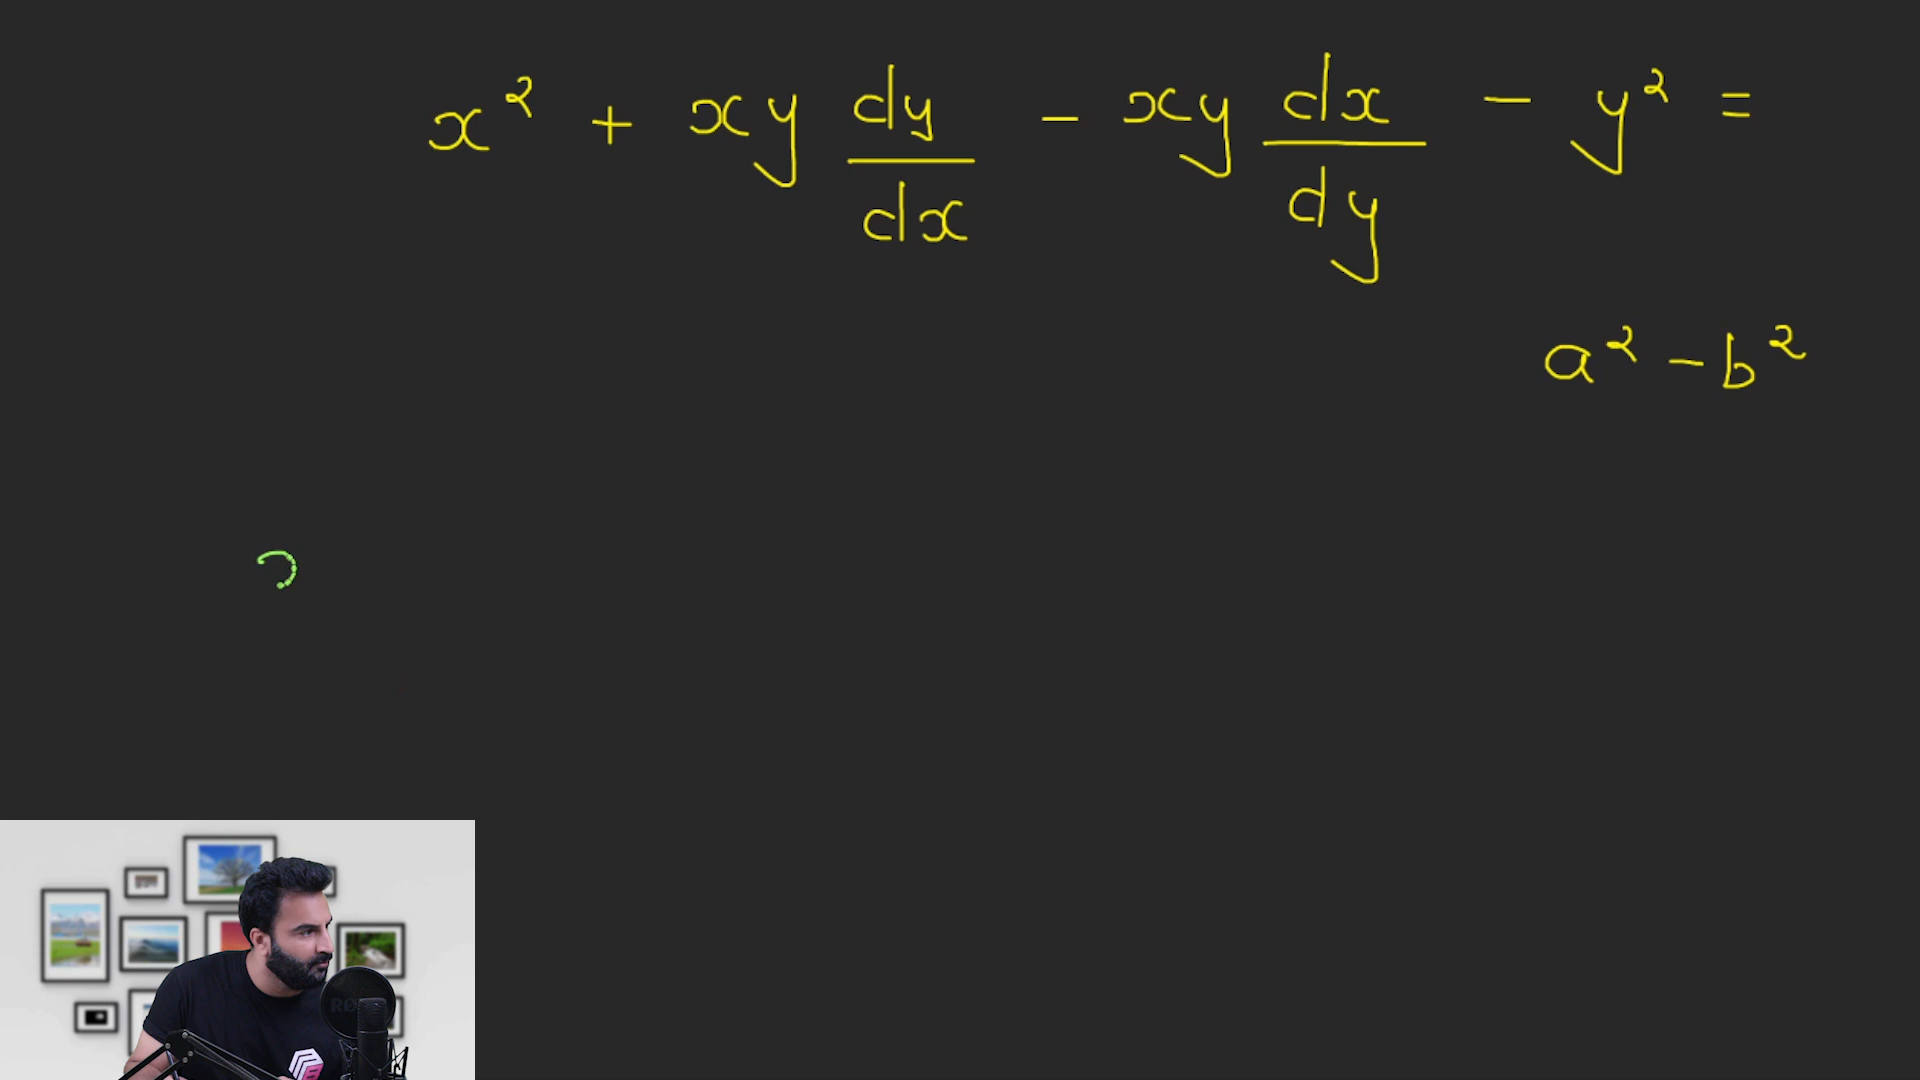 x² + xy dy/dx - xy dx/dy - y² =
a² - b²